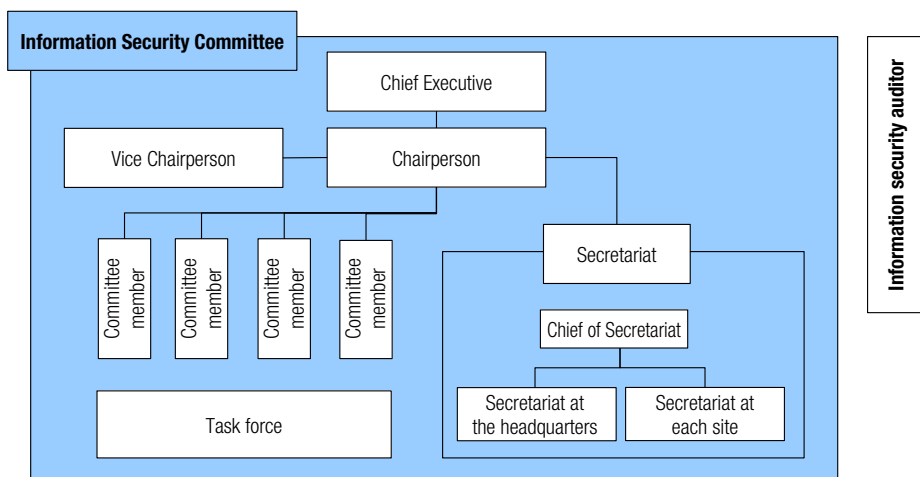 Information Security Committee
Chief Executive
Vice Chairperson
Chairperson
Committee
member
Committee
member
Committee
member
Committee
member
Secretariat
Chief of Secretariat
Secretariat at
the headquarters
Secretariat at
each site
Task force
Information security auditor